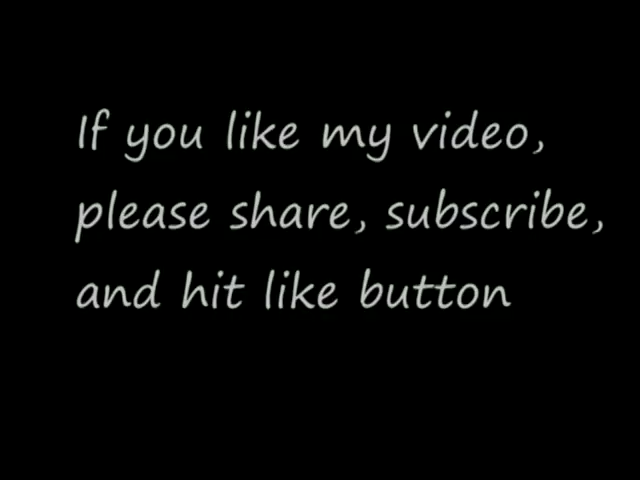 If you like my video,
please share, subscribe,
and hit like button